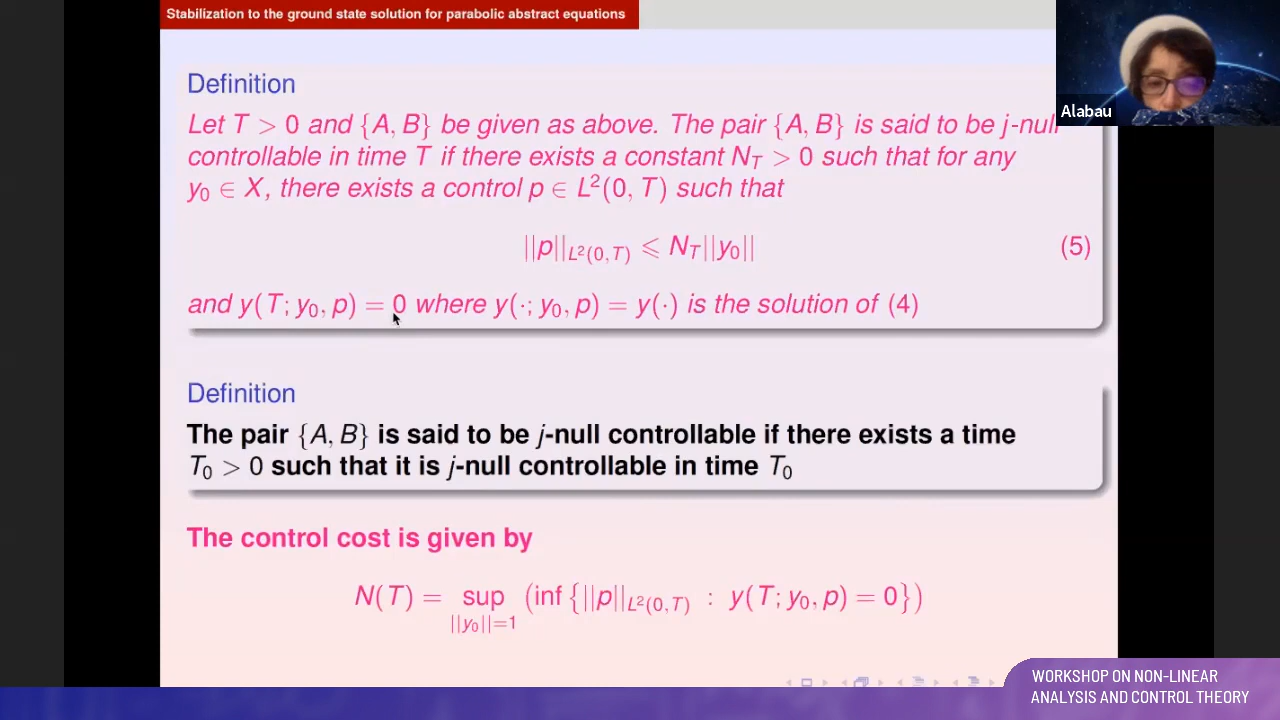 Stabilization to the ground state solution for parabolic abstract equations
Alabau
Definition
Let T > 0 and {A, B} be given as above. The pair {A, B} is said to be j-null
controllable in time T if there exists a constant N_T > 0 such that for any
y_0 ∈ X, there exists a control p ∈ L^2(0, T) such that
||p||_{L^2(0,T)} ⩽ N_T||y_0|| (5)
and y(T; y_0, p) = 0 where y(·; y_0, p) = y(·) is the solution of (4)
Definition
The pair {A, B} is said to be j-null controllable if there exists a time
T_0 > 0 such that it is j-null controllable in time T_0
The control cost is given by
N(T) = sup_{||y_0||=1} (inf {||p||_{L^2(0,T)} : y(T; y_0, p) = 0})
WORKSHOP ON NON-LINEAR
ANALYSIS AND CONTROL THEORY